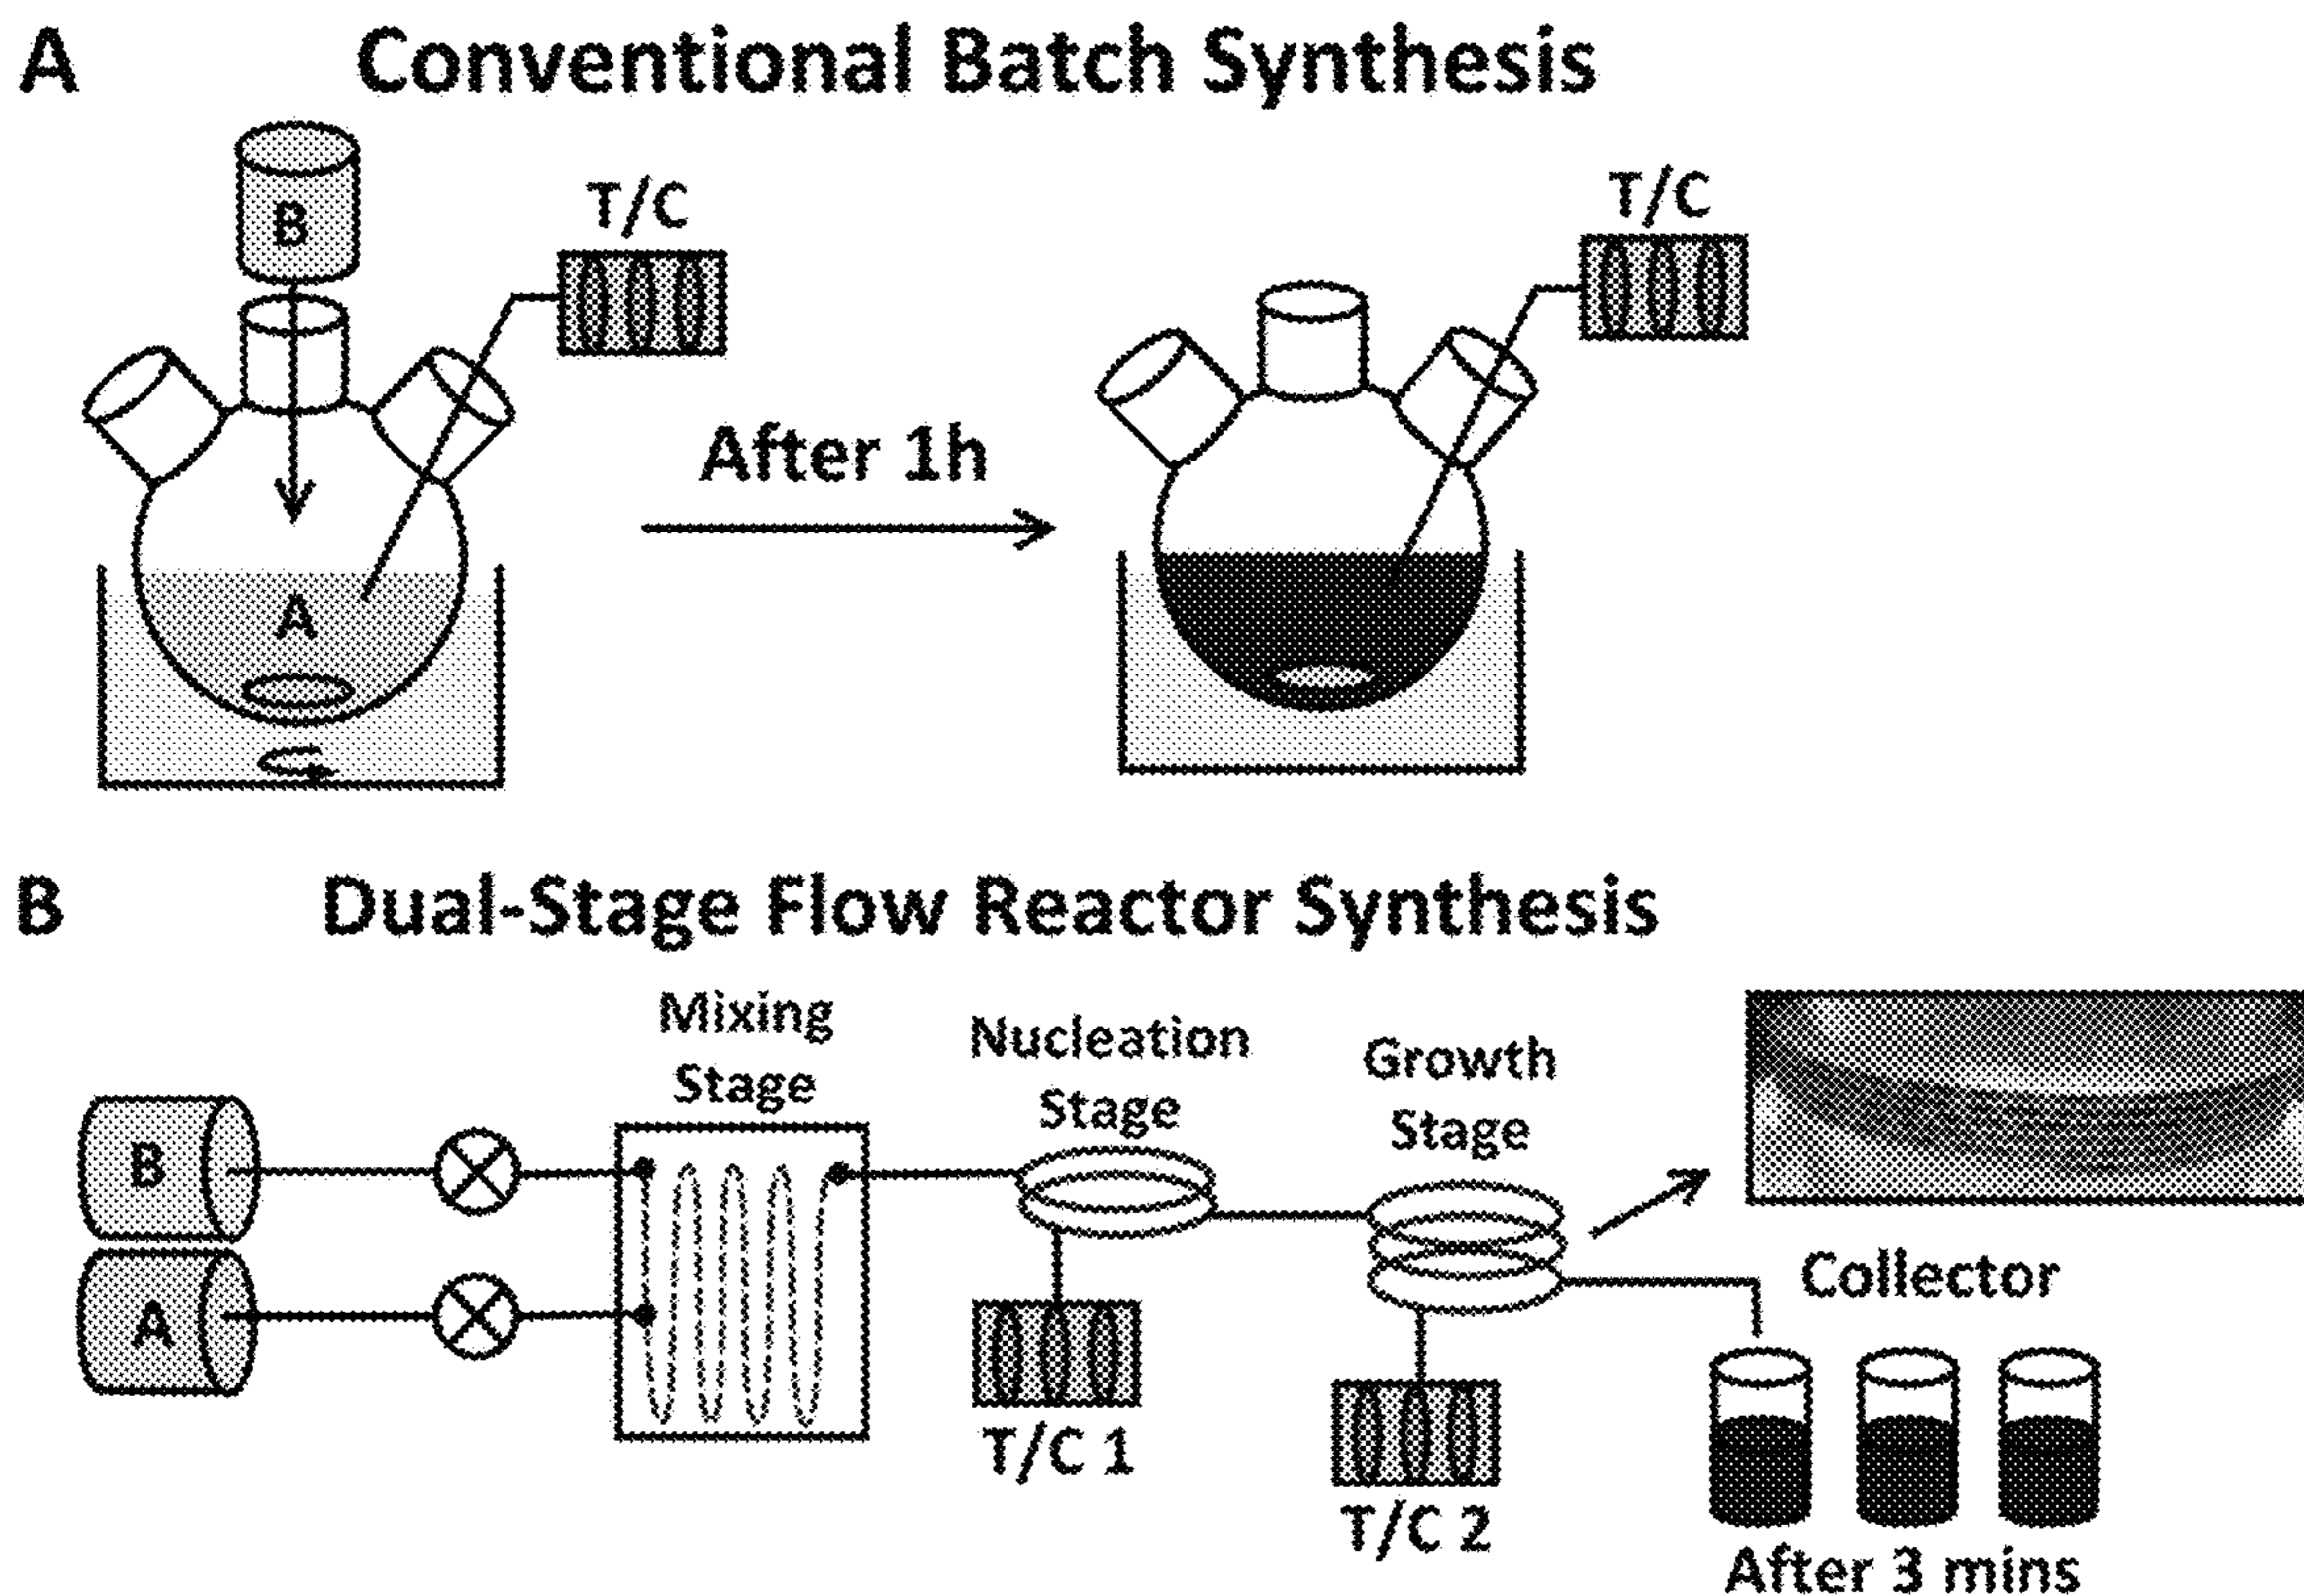 A Conventional Batch Synthesis
B
T/C
T/C
After 1h
A
B Dual-Stage Flow Reactor Synthesis
Mixing
Stage
Nucleation
Stage
Growth
Stage
B
A
Collector
T/C 1
T/C 2
After 3 mins